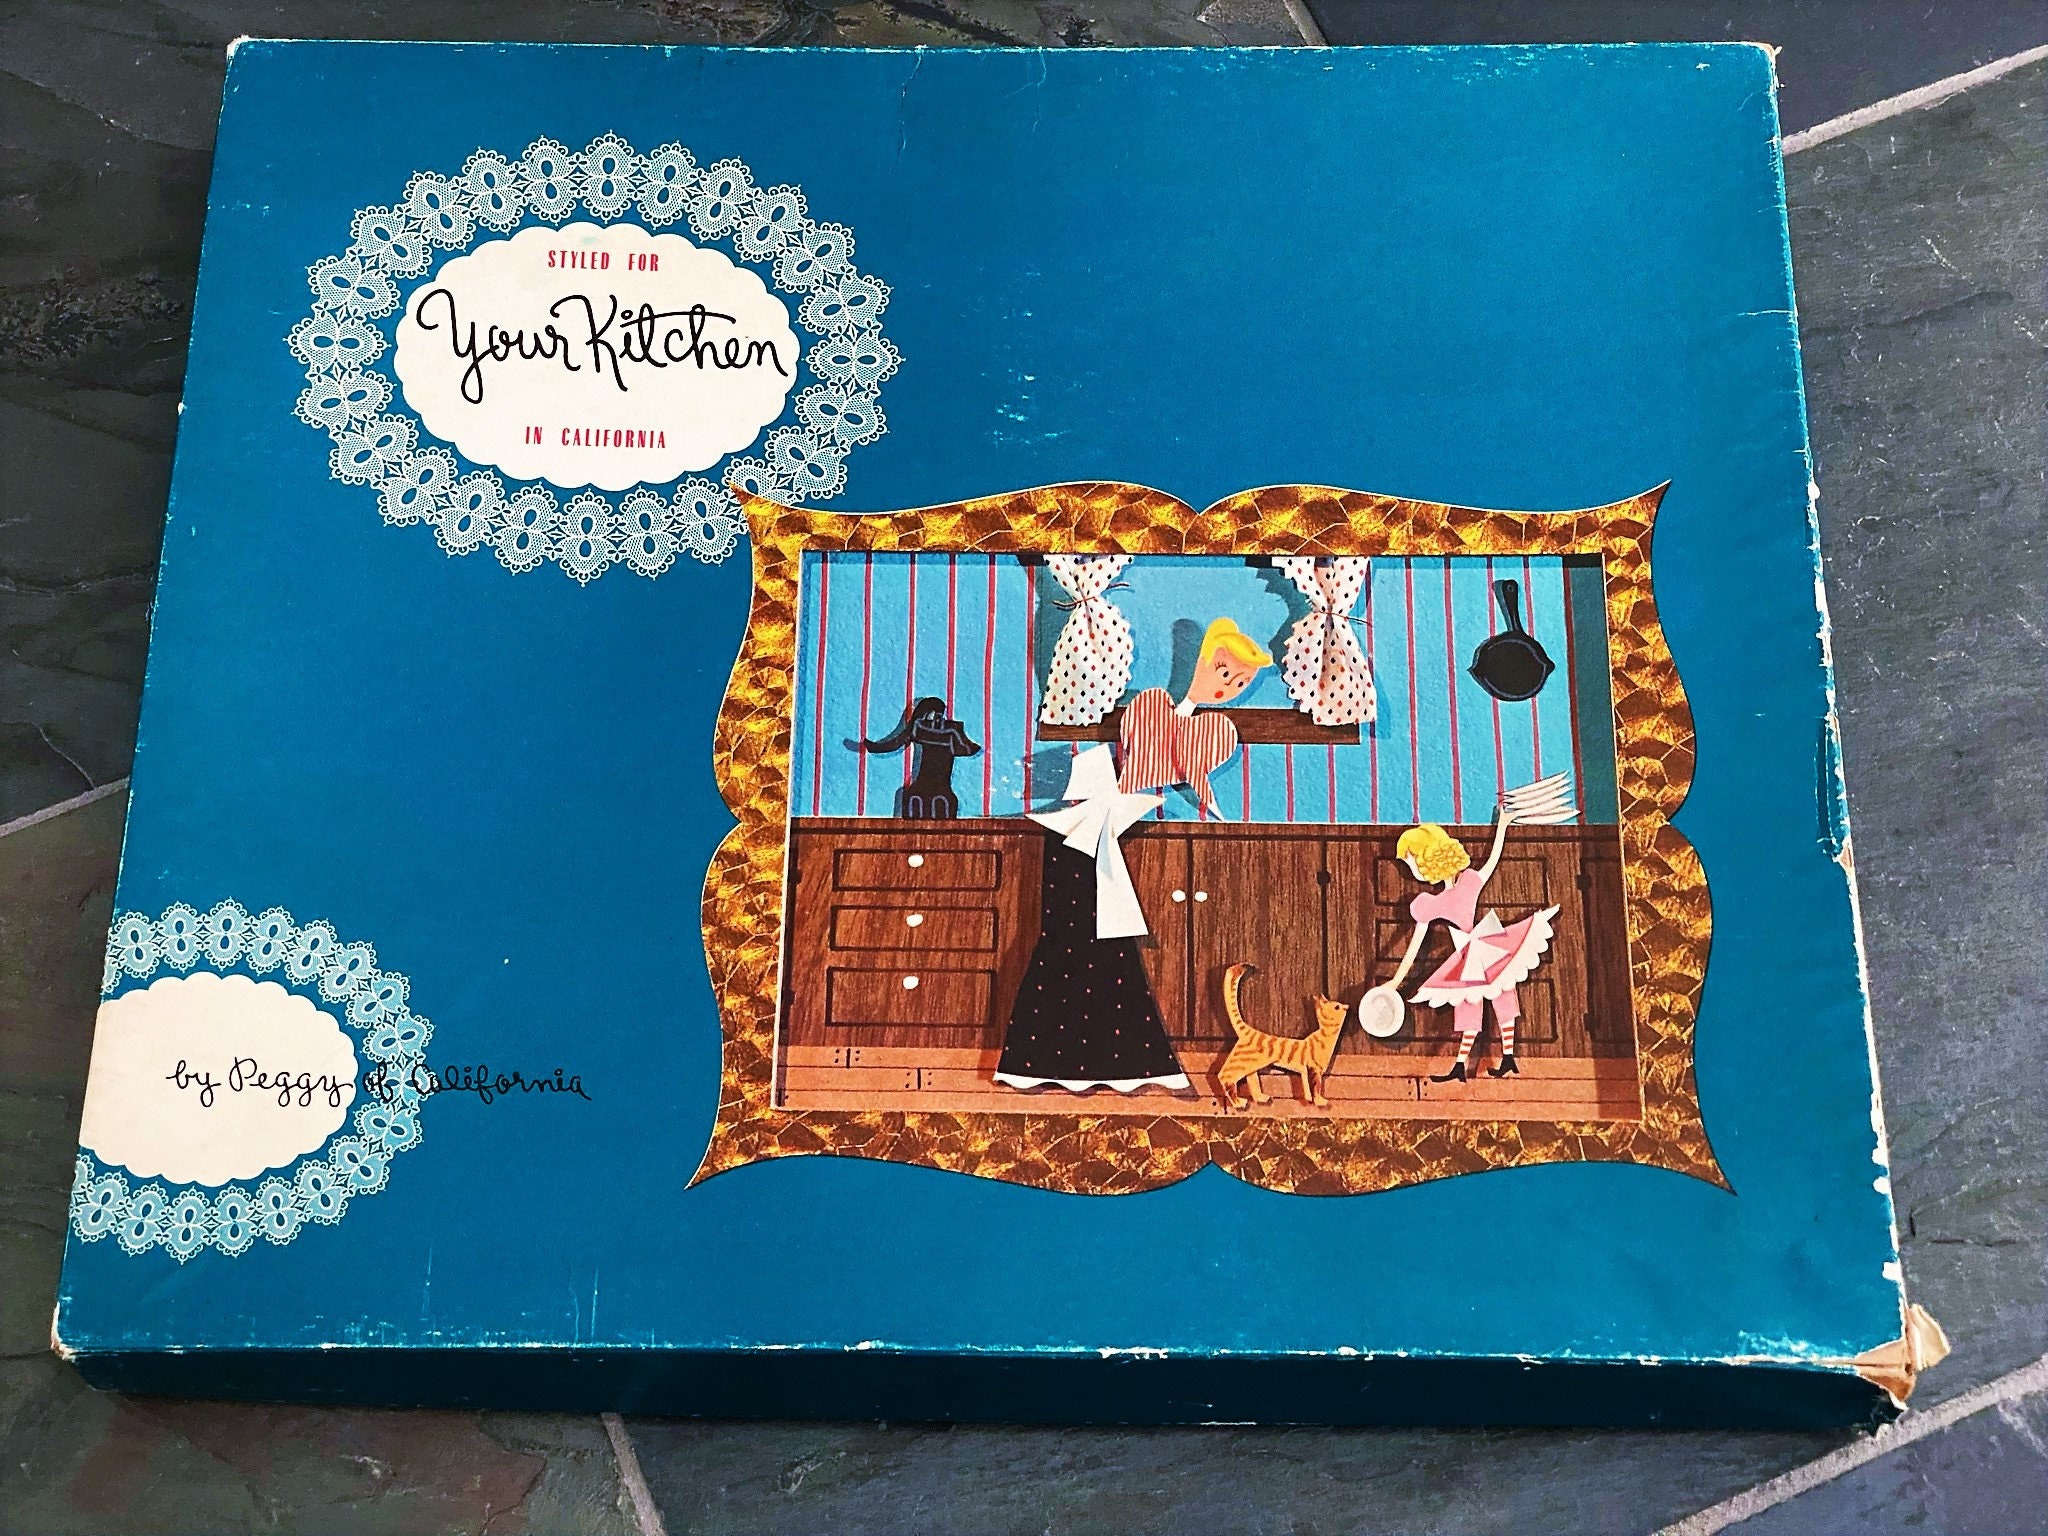 STYLED FOR
Your Kitchen
IN CALIFORNIA
by Peggy of California